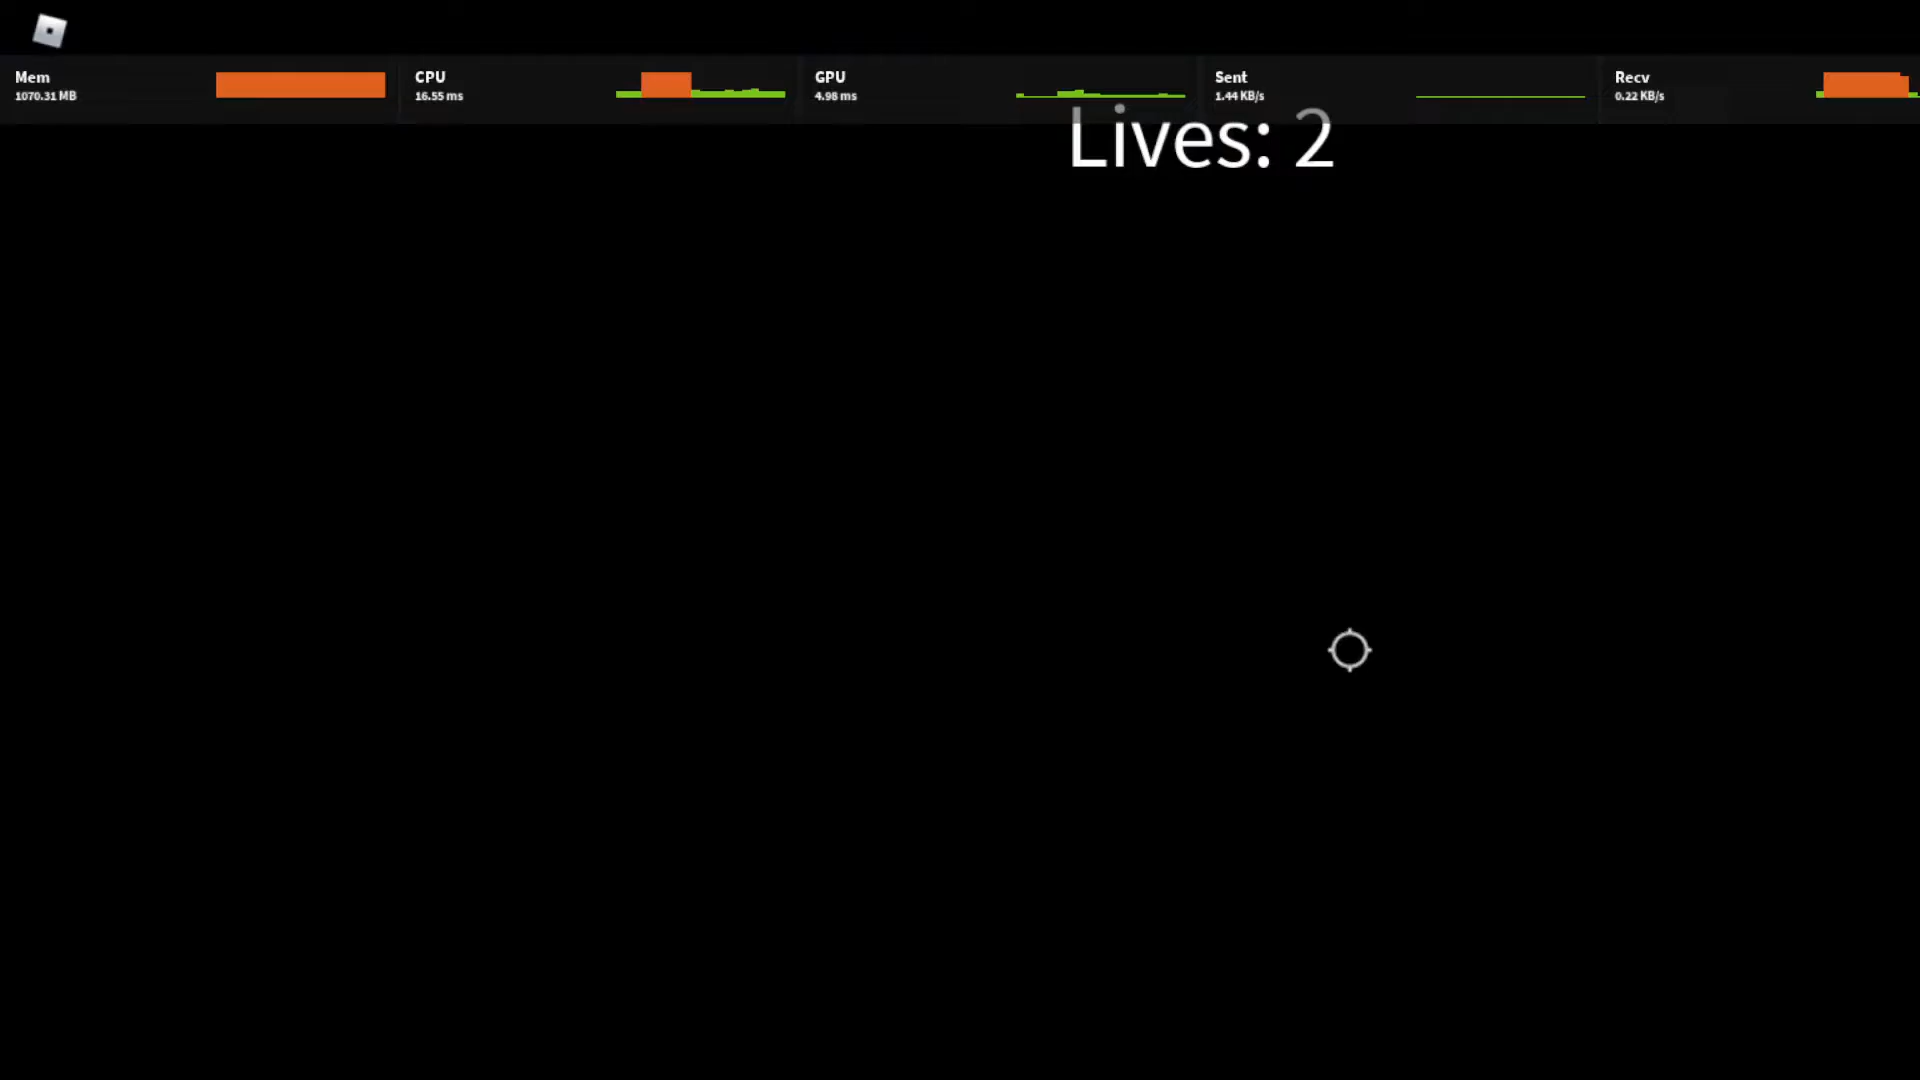 Mem
1070.31 MB
CPU
16.55 ms
GPU
4.98 ms
Sent
1.44 KB/s
Recv
0.22 KB/s
Lives: 2